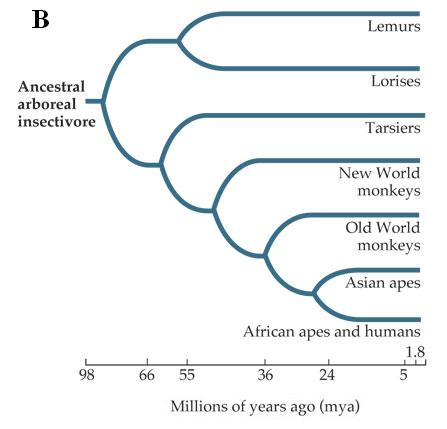 B
Lemurs
Lorises
Ancestral
arboreal
insectivore
Tarsiers
New World
monkeys
Old World
monkeys
Asian apes
African apes and humans
1.8
98 66 55 36 24 5
Millions of years ago (mya)